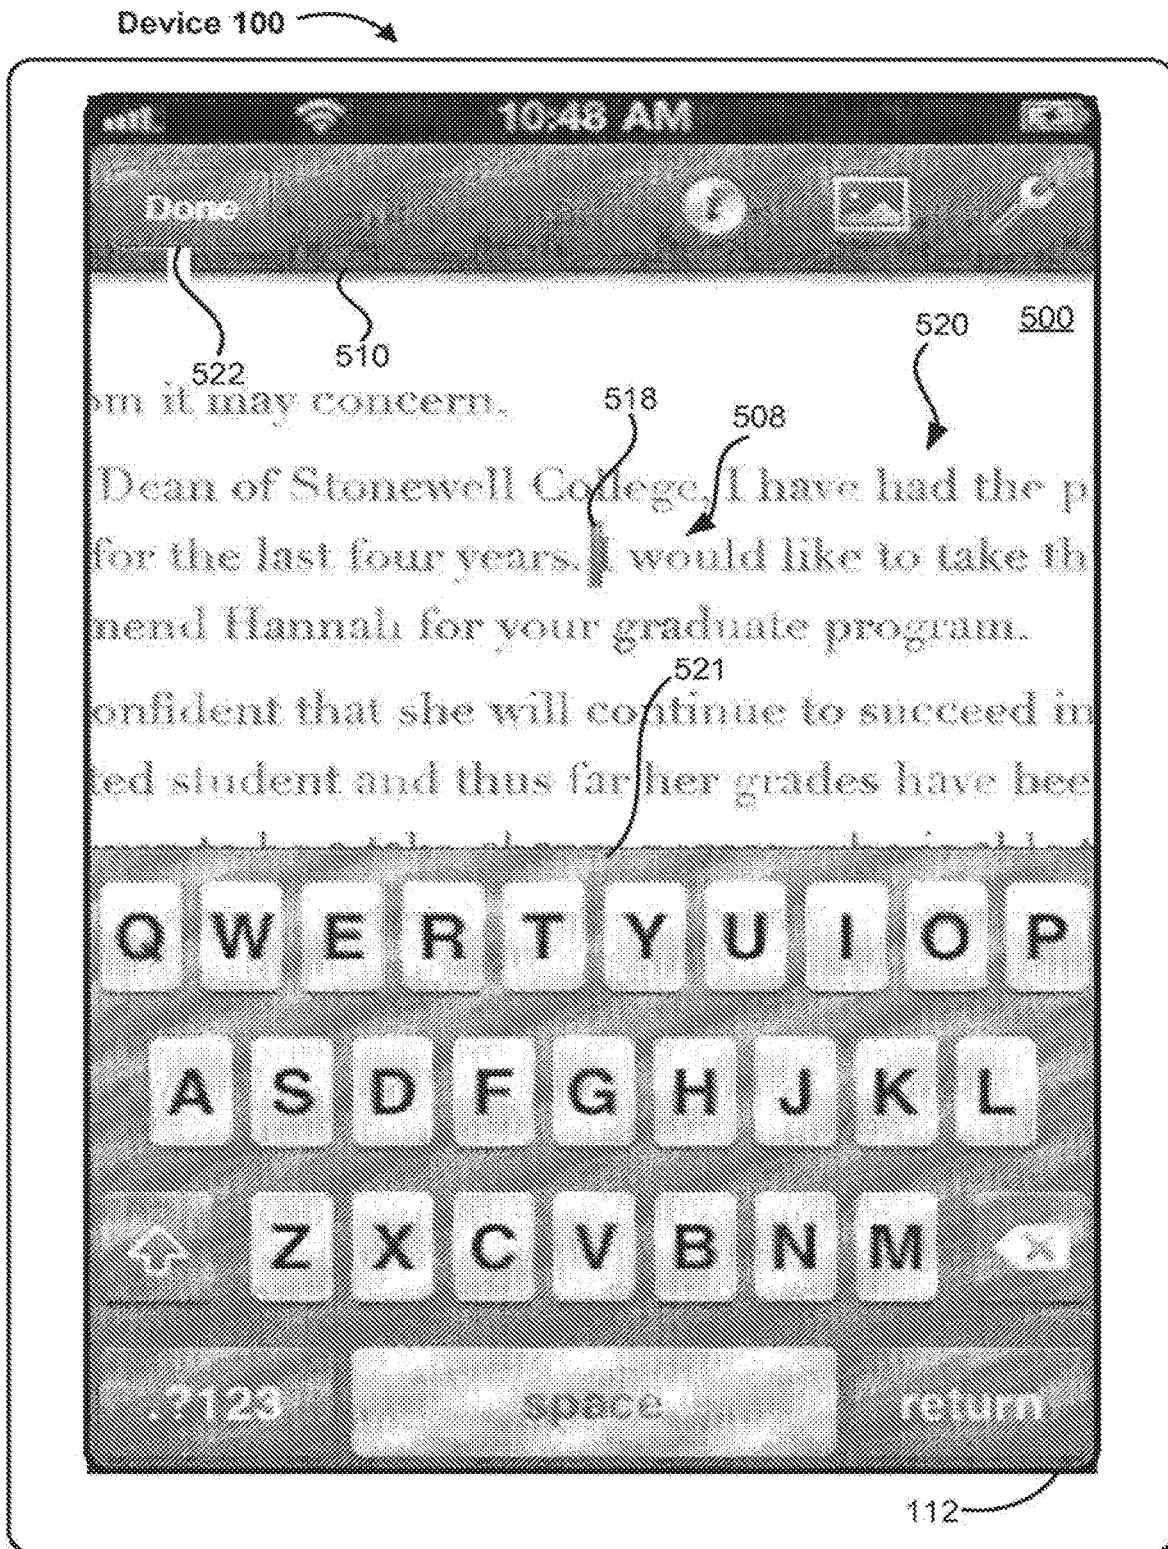 Device 100
10:48 AM
Done
i
522
510
520
500
om it may concern,
518
508
Dean of Stonewell College, I have had the p
for the last four years. I would like to take th
mend Hannah for your graduate program.
521
onfident that she will continue to succeed in
ted student and thus far her grades have bee
Q W E R T Y U I O P
A S D F G H J K L
Z X C V B N M
.?123 space return
112